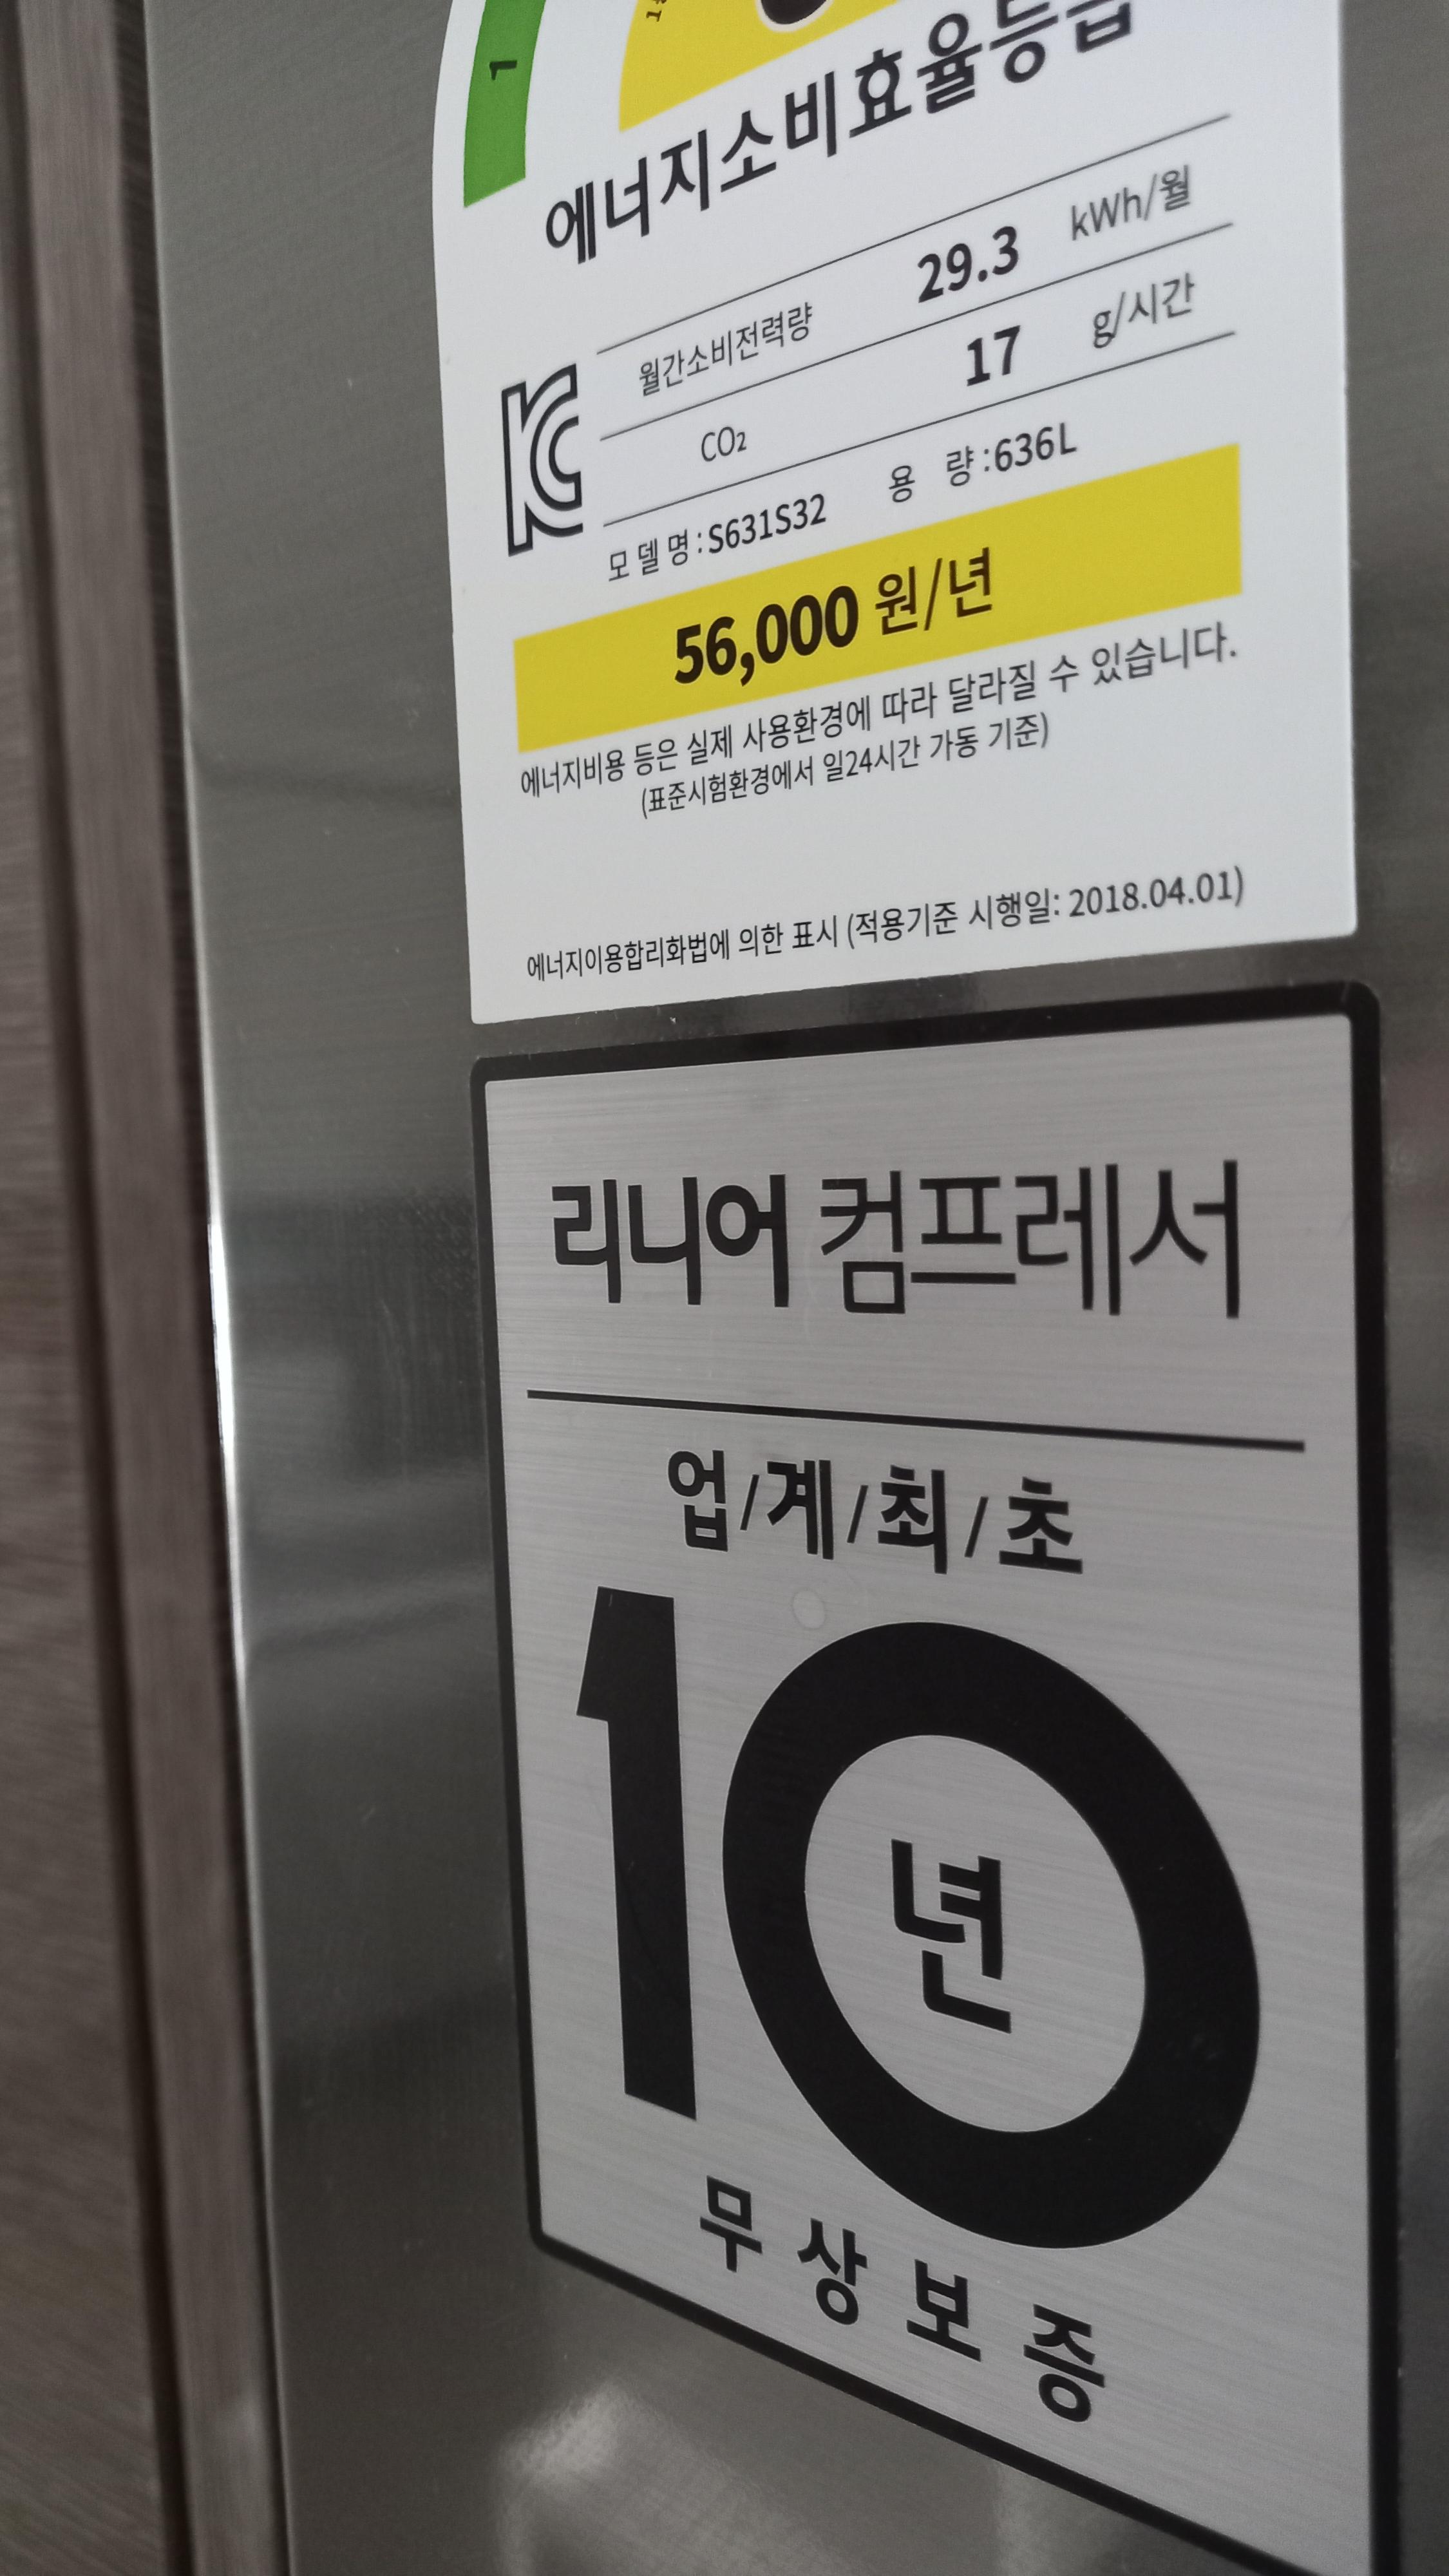 1
에너지소비효율등급
월간소비전력량 29.3 kWh/월
CO₂ 17 g/시간
모델명:S631S32 용 량:636L
56,000 원/년
에너지비용 등은 실제 사용환경에 따라 달라질 수 있습니다.
(표준시험환경에서 일24시간 가동 기준)
에너지이용합리화법에 의한 표시 (적용기준 시행일: 2018.04.01)
리니어 컴프레서
업/계/최/초
10년
무상보증